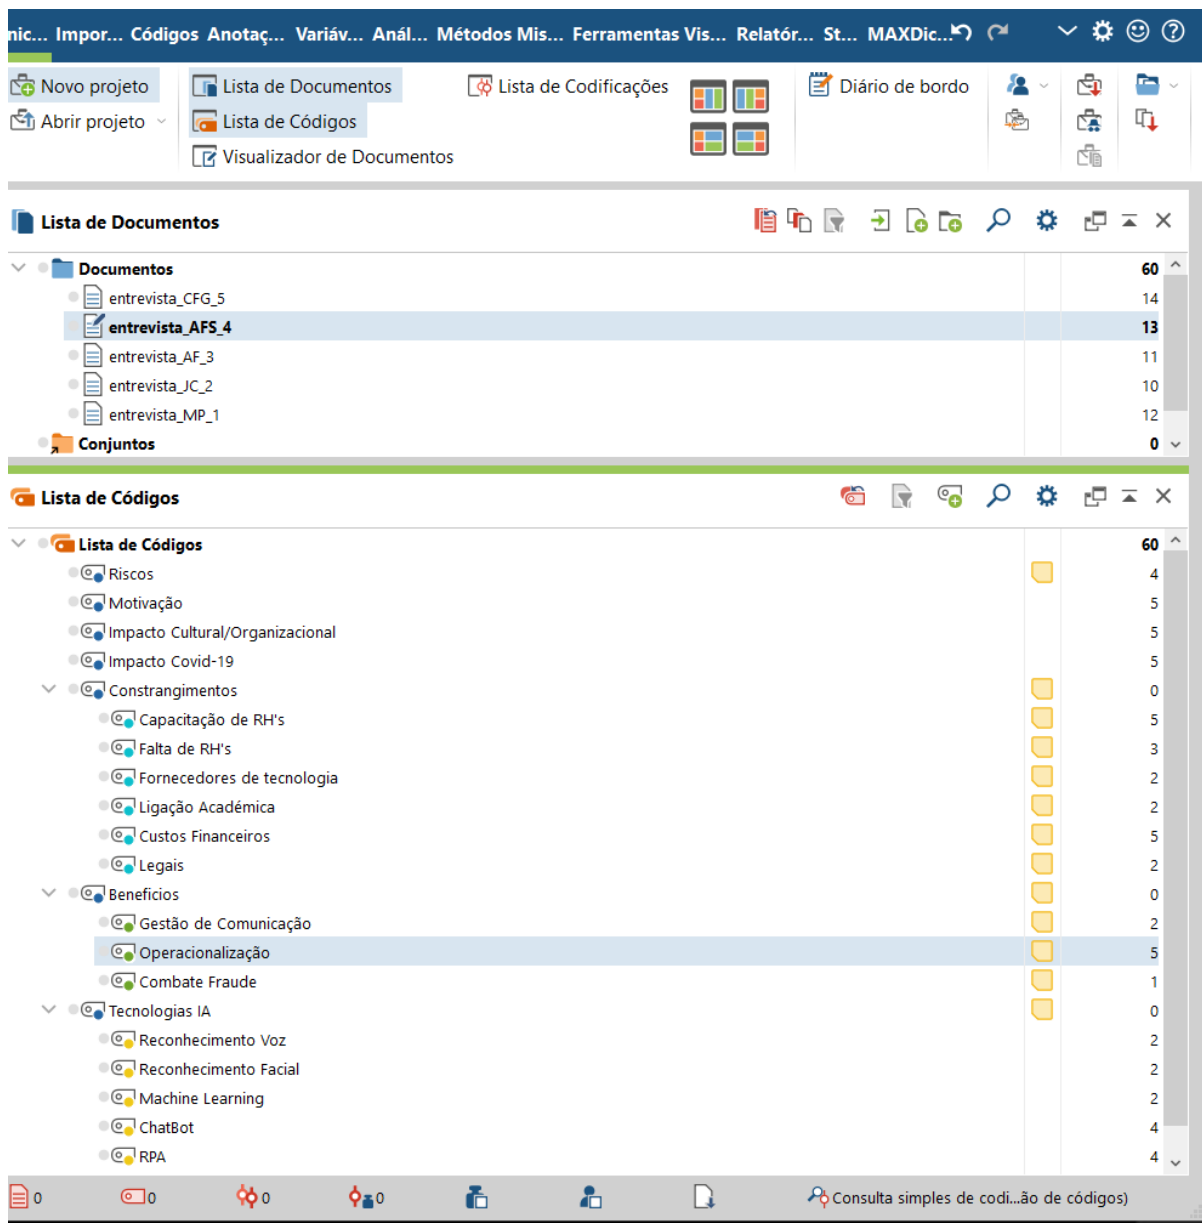 nic... Impor... Códigos Anotaç... Variáv... Anál... Métodos Mis... Ferramentas Vis... Relatór... St... MAXDic...
Novo projeto Lista de Documentos Lista de Codificações Diário de bordo
Abrir projeto Lista de Códigos
Visualizador de Documentos
Lista de Documentos
Documentos 60
entrevista_CFG_5 14
entrevista_AFS_4 13
entrevista_AF_3 11
entrevista_JC_2 10
entrevista_MP_1 12
Conjuntos 0
Lista de Códigos
Lista de Códigos 60
Riscos 4
Motivação 5
Impacto Cultural/Organizacional 5
Impacto Covid-19 5
Constrangimentos 0
Capacitação de RH's 5
Falta de RH's 3
Fornecedores de tecnologia 2
Ligação Académica 2
Custos Financeiros 5
Legais 2
Beneficios 0
Gestão de Comunicação 2
Operacionalização 5
Combate Fraude 1
Tecnologias IA 0
Reconhecimento Voz 2
Reconhecimento Facial 2
Machine Learning 2
ChatBot 4
RPA 4
0 0 0 0 Consulta simples de codi...ão de códigos)